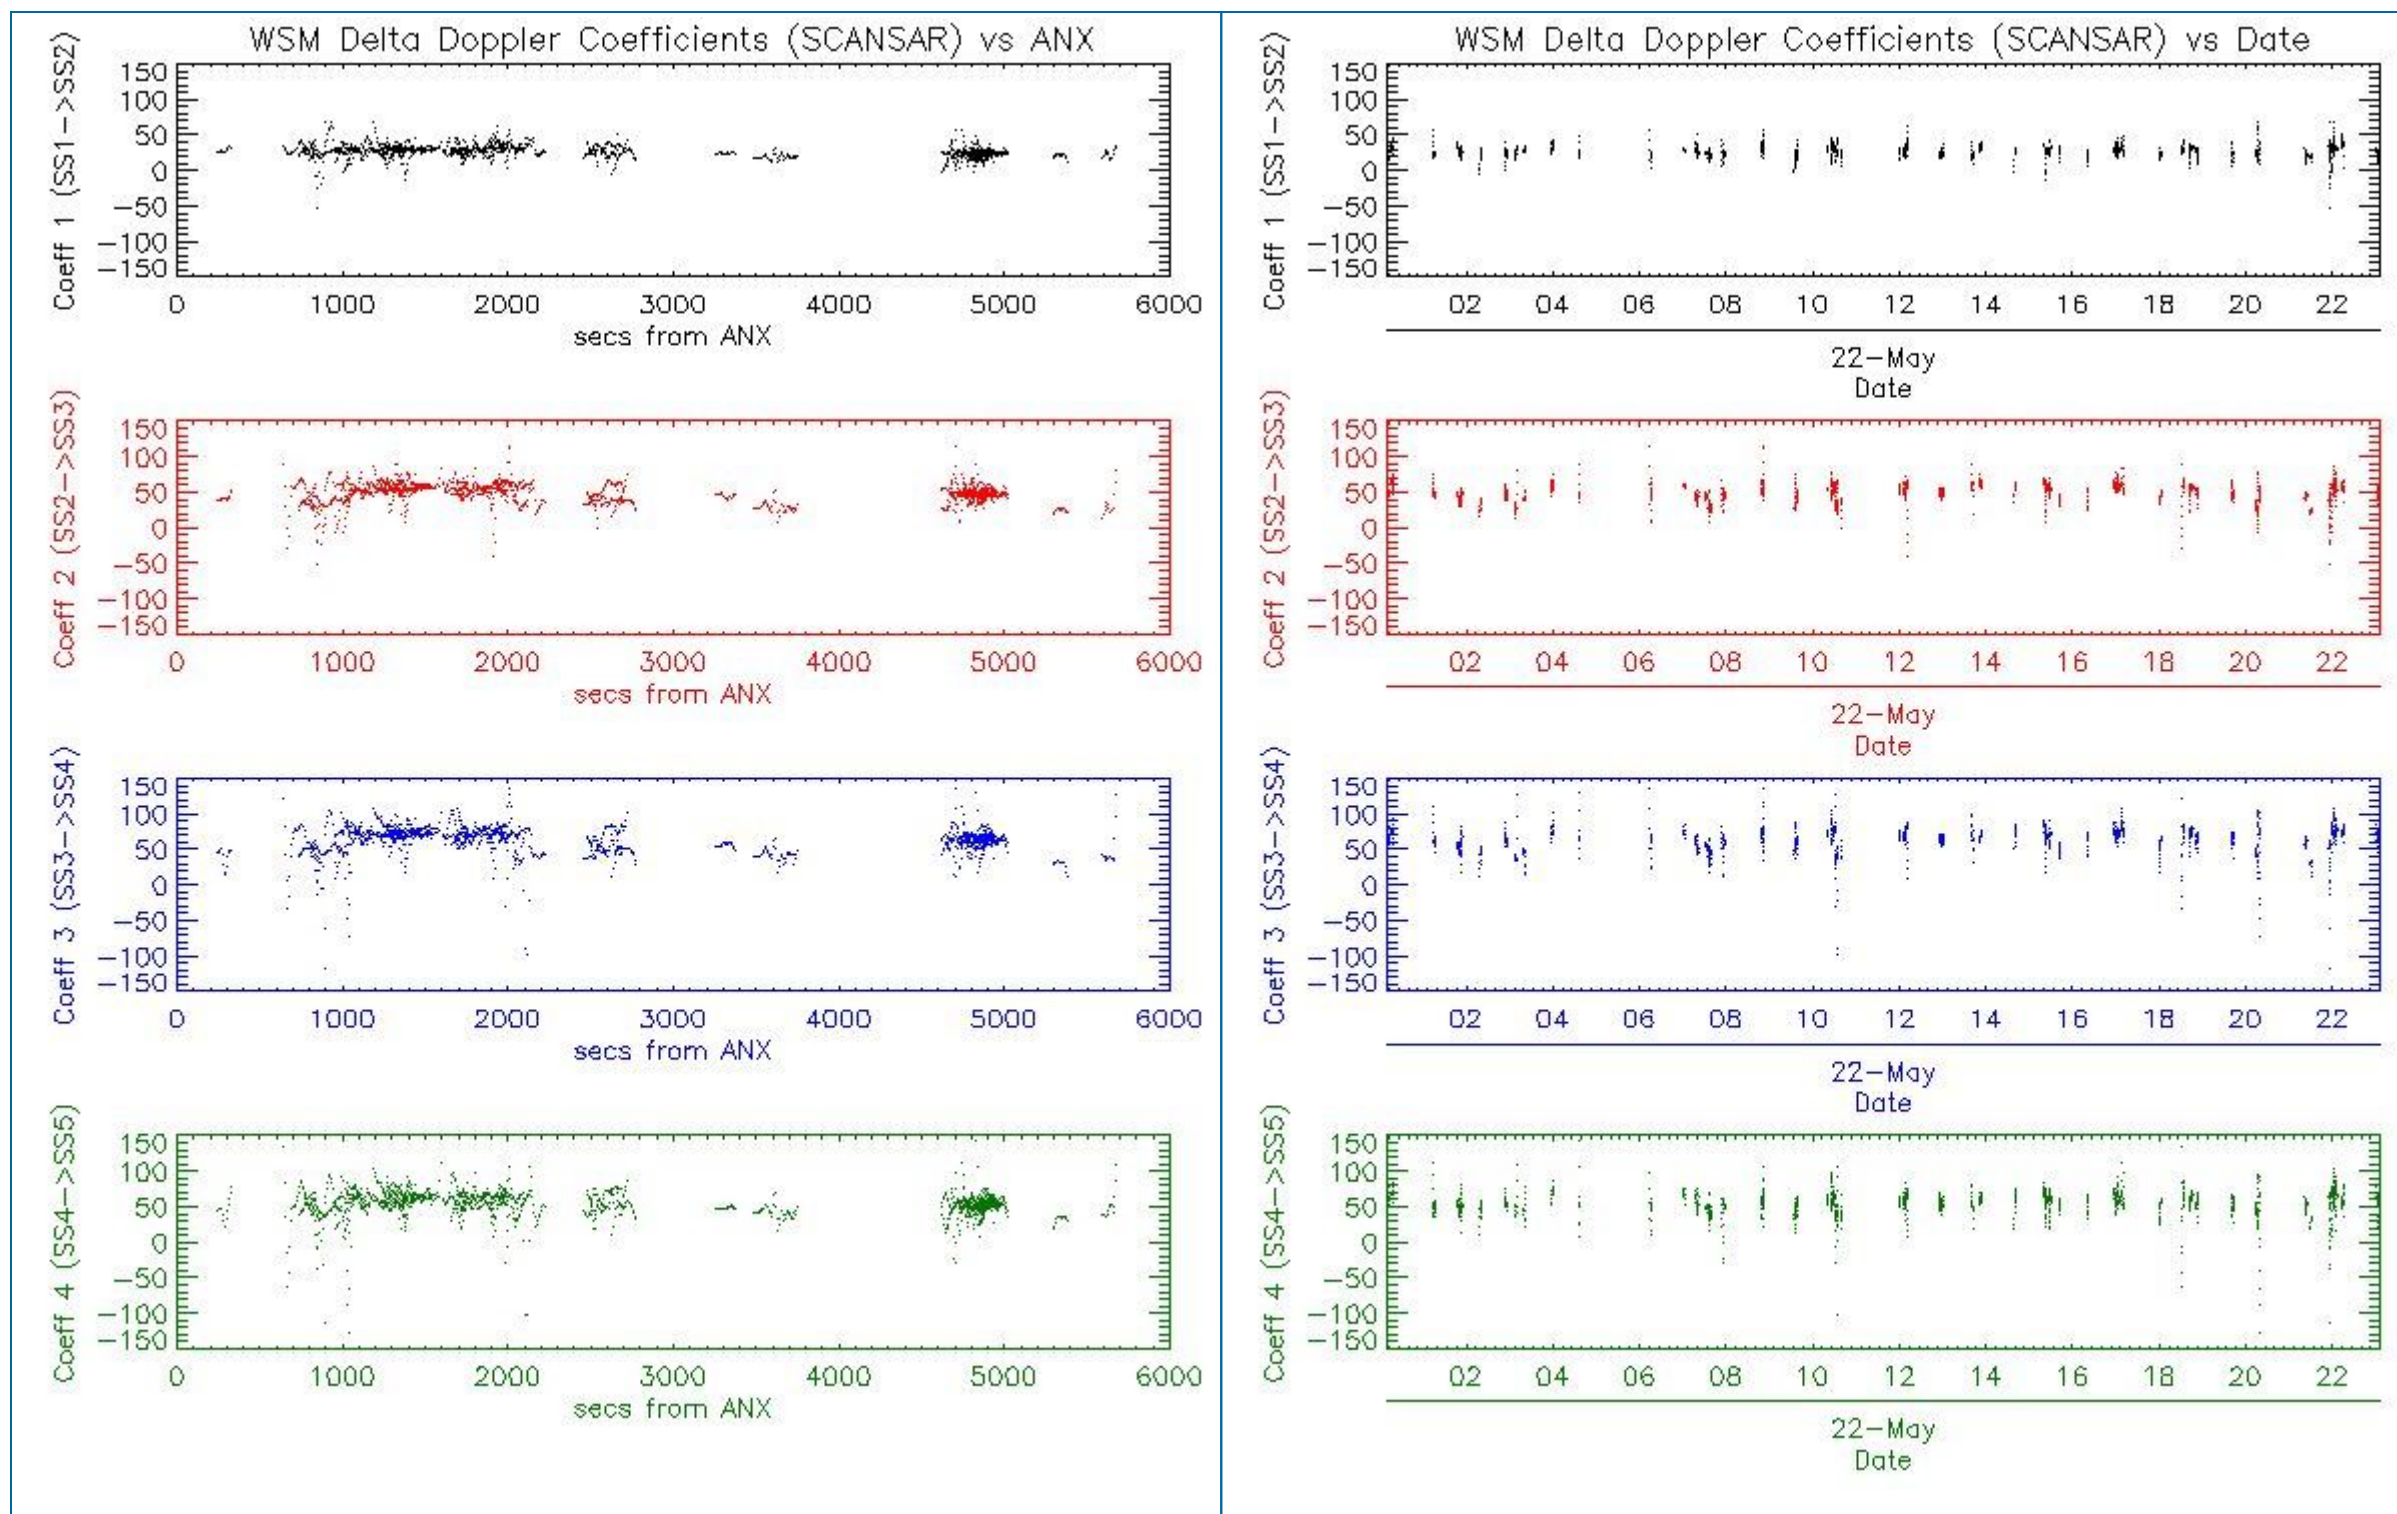 WSM Delta Doppler Coefficients (SCANSAR) vs ANX
Coeff 1 (SS1->SS2)
150
100
50
0
-50
-100
-150
0 1000 2000 3000 4000 5000 6000
secs from ANX
Coeff 2 (SS2->SS3)
150
100
50
0
-50
-100
-150
0 1000 2000 3000 4000 5000 6000
secs from ANX
Coeff 3 (SS3->SS4)
150
100
50
0
-50
-100
-150
0 1000 2000 3000 4000 5000 6000
secs from ANX
Coeff 4 (SS4->SS5)
150
100
50
0
-50
-100
-150
0 1000 2000 3000 4000 5000 6000
secs from ANX
WSM Delta Doppler Coefficients (SCANSAR) vs Date
Coeff 1 (SS1->SS2)
150
100
50
0
-50
-100
-150
02 04 06 08 10 12 14 16 18 20 22
22-May
Date
Coeff 2 (SS2->SS3)
150
100
50
0
-50
-100
-150
02 04 06 08 10 12 14 16 18 20 22
22-May
Date
Coeff 3 (SS3->SS4)
150
100
50
0
-50
-100
-150
02 04 06 08 10 12 14 16 18 20 22
22-May
Date
Coeff 4 (SS4->SS5)
150
100
50
0
-50
-100
-150
02 04 06 08 10 12 14 16 18 20 22
22-May
Date